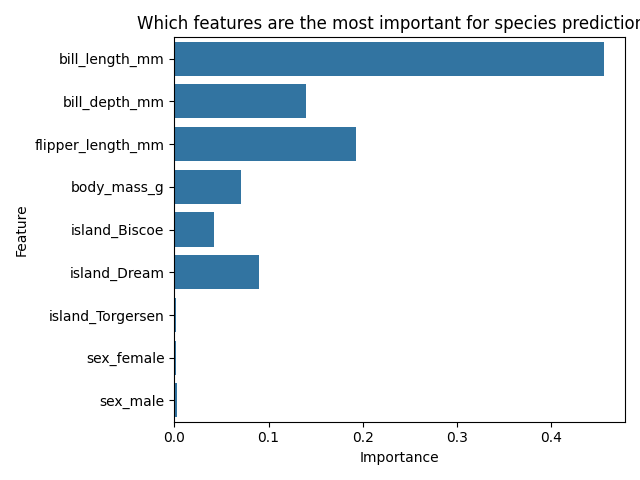 Which features are the most important for species prediction
bill_length_mm
bill_depth_mm
flipper_length_mm
body_mass_g
island_Biscoe
island_Dream
island_Torgersen
sex_female
sex_male
Feature
0.0 0.1 0.2 0.3 0.4
Importance